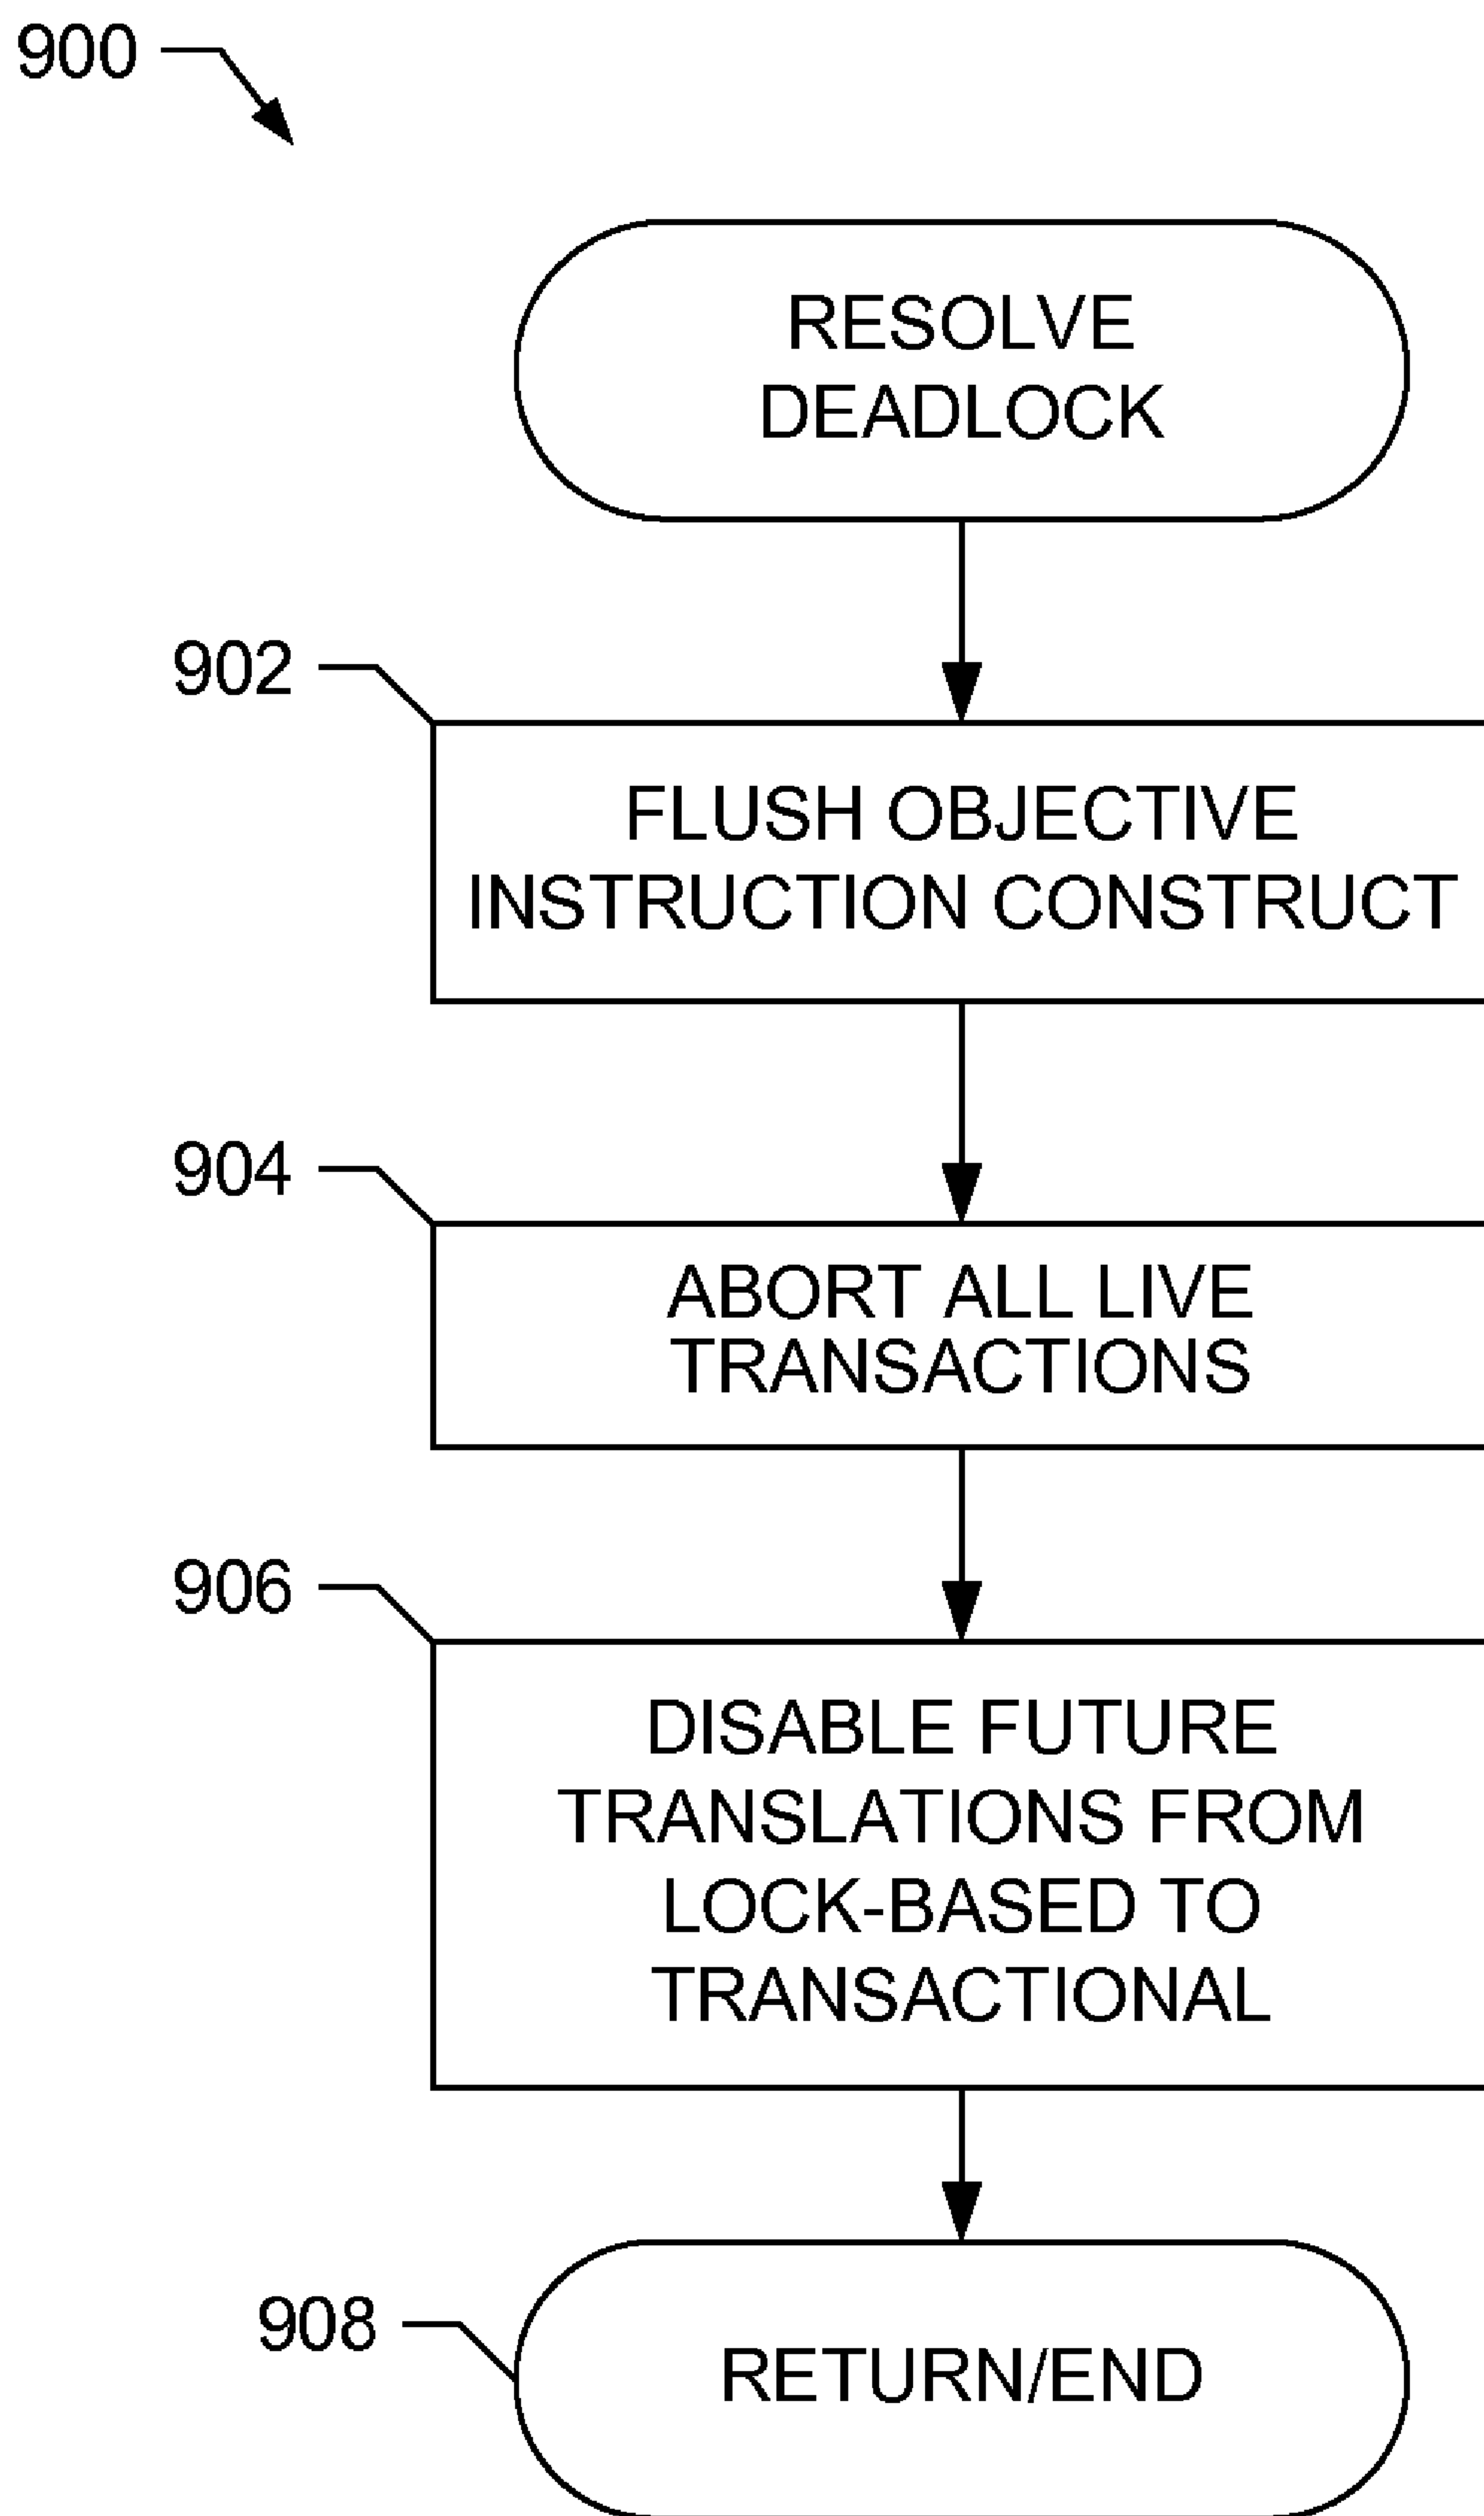 900
RESOLVE
DEADLOCK
902
FLUSH OBJECTIVE
INSTRUCTION CONSTRUCT
904
ABORT ALL LIVE
TRANSACTIONS
906
DISABLE FUTURE
TRANSLATIONS FROM
LOCK-BASED TO
TRANSACTIONAL
908
RETURN/END